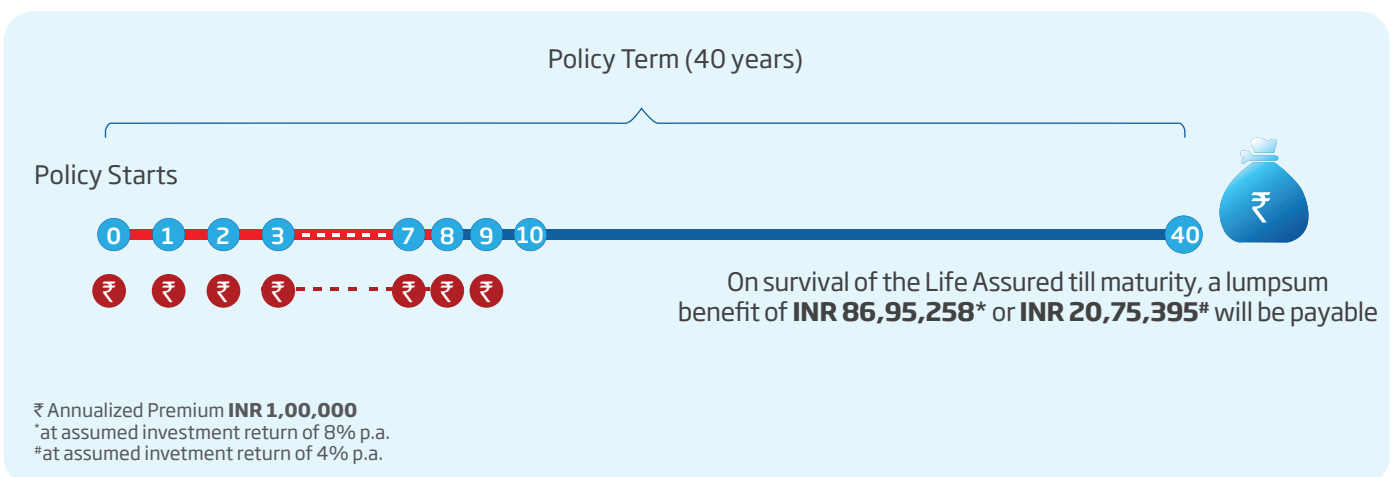 Policy Term (40 years)
Policy Starts
₹
0 1 2 3 7 8 9 10 40
₹ ₹ ₹ ₹ ₹ ₹ ₹
On survival of the Life Assured till maturity, a lumpsum
benefit of INR 86,95,258* or INR 20,75,395# will be payable
₹ Annualized Premium INR 1,00,000
*at assumed investment return of 8% p.a.
#at assumed invetment return of 4% p.a.